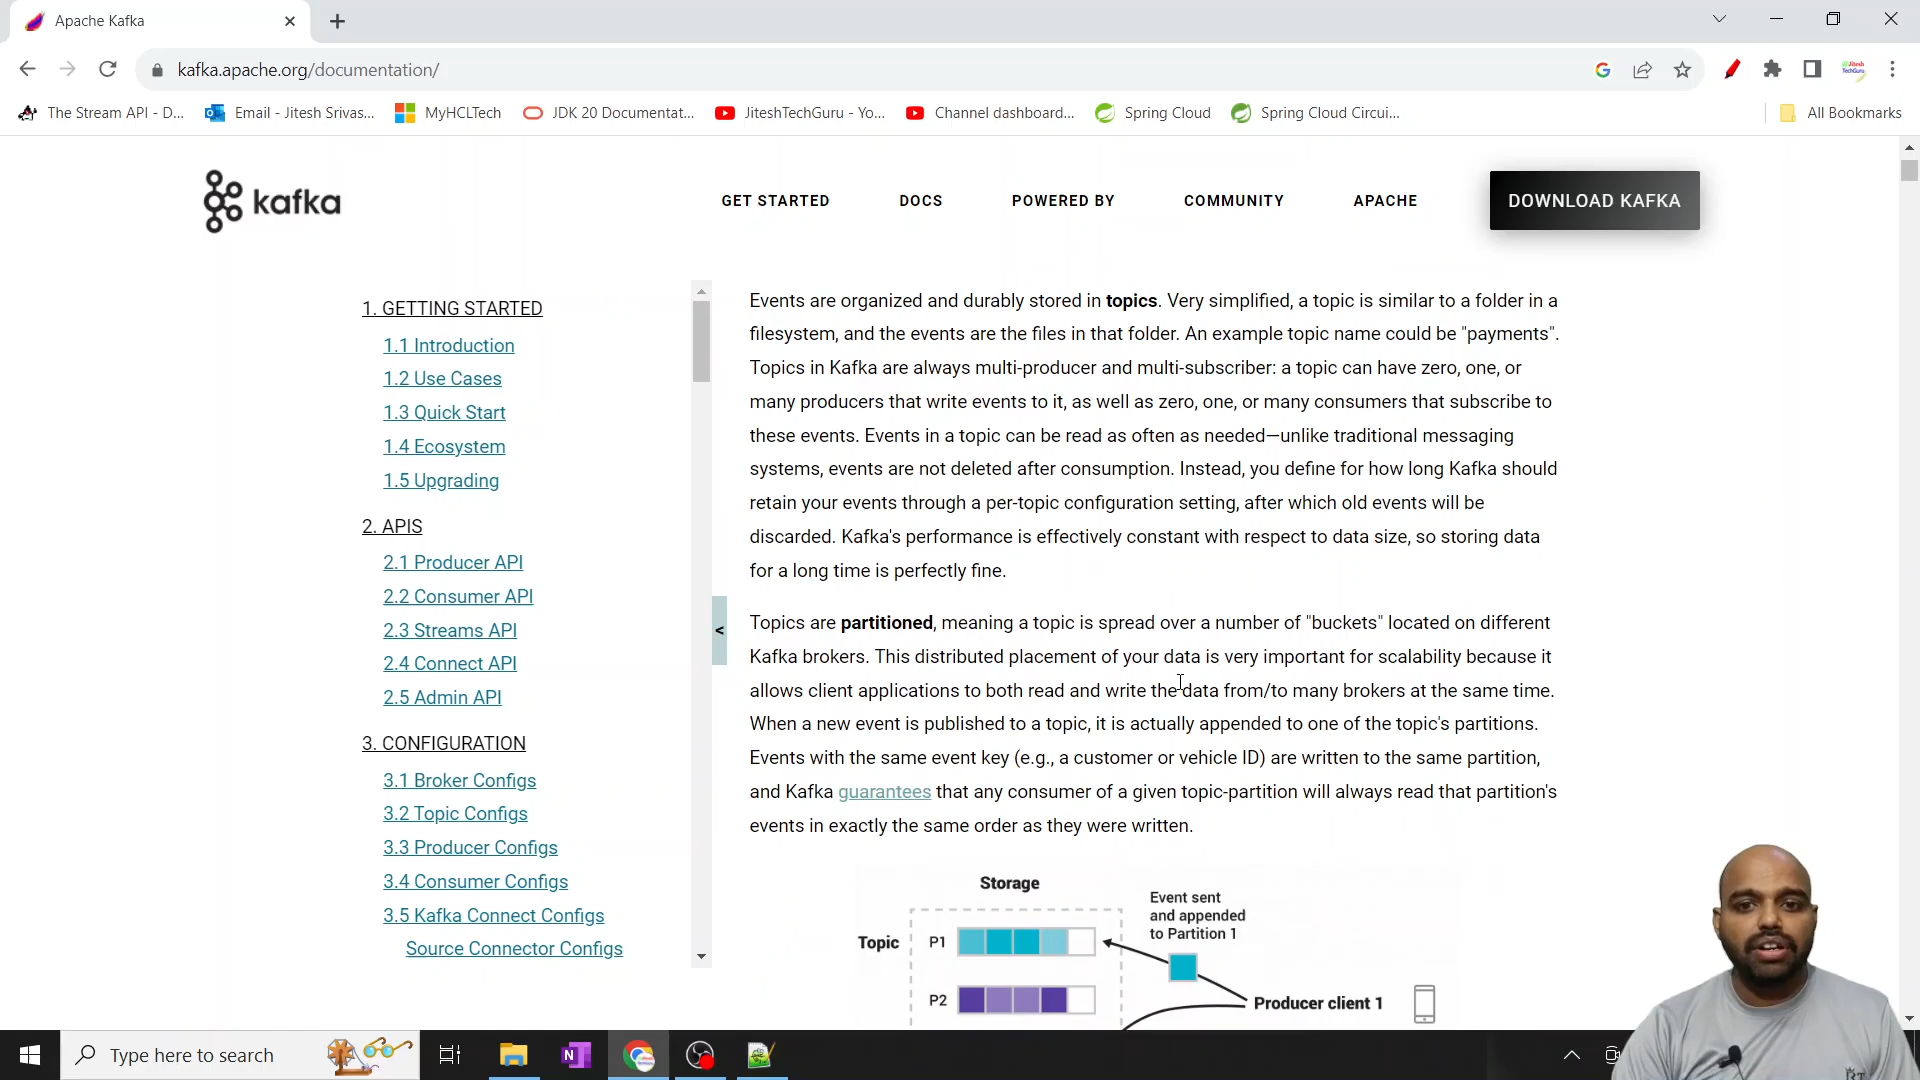 Apache Kafka
kafka.apache.org/documentation/
The Stream API - D...
Email - Jitesh Srivas...
MyHCLTech
JDK 20 Documentat...
JiteshTechGuru - Yo...
Channel dashboard...
Spring Cloud
Spring Cloud Circui...
All Bookmarks
kafka
GET STARTED
DOCS
POWERED BY
COMMUNITY
APACHE
DOWNLOAD KAFKA
1. GETTING STARTED
1.1 Introduction
1.2 Use Cases
1.3 Quick Start
1.4 Ecosystem
1.5 Upgrading
2. APIS
2.1 Producer API
2.2 Consumer API
2.3 Streams API
2.4 Connect API
2.5 Admin API
3. CONFIGURATION
3.1 Broker Configs
3.2 Topic Configs
3.3 Producer Configs
3.4 Consumer Configs
3.5 Kafka Connect Configs
Source Connector Configs
<
Events are organized and durably stored in topics. Very simplified, a topic is similar to a folder in a
filesystem, and the events are the files in that folder. An example topic name could be "payments".
Topics in Kafka are always multi-producer and multi-subscriber: a topic can have zero, one, or
many producers that write events to it, as well as zero, one, or many consumers that subscribe to
these events. Events in a topic can be read as often as needed—unlike traditional messaging
systems, events are not deleted after consumption. Instead, you define for how long Kafka should
retain your events through a per-topic configuration setting, after which old events will be
discarded. Kafka's performance is effectively constant with respect to data size, so storing data
for a long time is perfectly fine.
Topics are partitioned, meaning a topic is spread over a number of "buckets" located on different
Kafka brokers. This distributed placement of your data is very important for scalability because it
allows client applications to both read and write the data from/to many brokers at the same time.
When a new event is published to a topic, it is actually appended to one of the topic's partitions.
Events with the same event key (e.g., a customer or vehicle ID) are written to the same partition,
and Kafka guarantees that any consumer of a given topic-partition will always read that partition's
events in exactly the same order as they were written.
Storage
Event sent
and appended
to Partition 1
Topic
P1
P2
Producer client 1
Type here to search